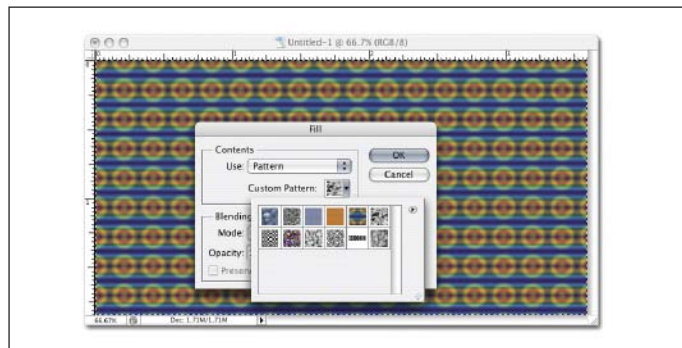 Untitled-1 @ 66.7% (RGB/8)
Fill
Contents
Use: Pattern
OK
Custom Pattern:
Cancel
Blending
Mode:
Opacity:
Preser
66.67%
Doc: 1.71M/1.71M